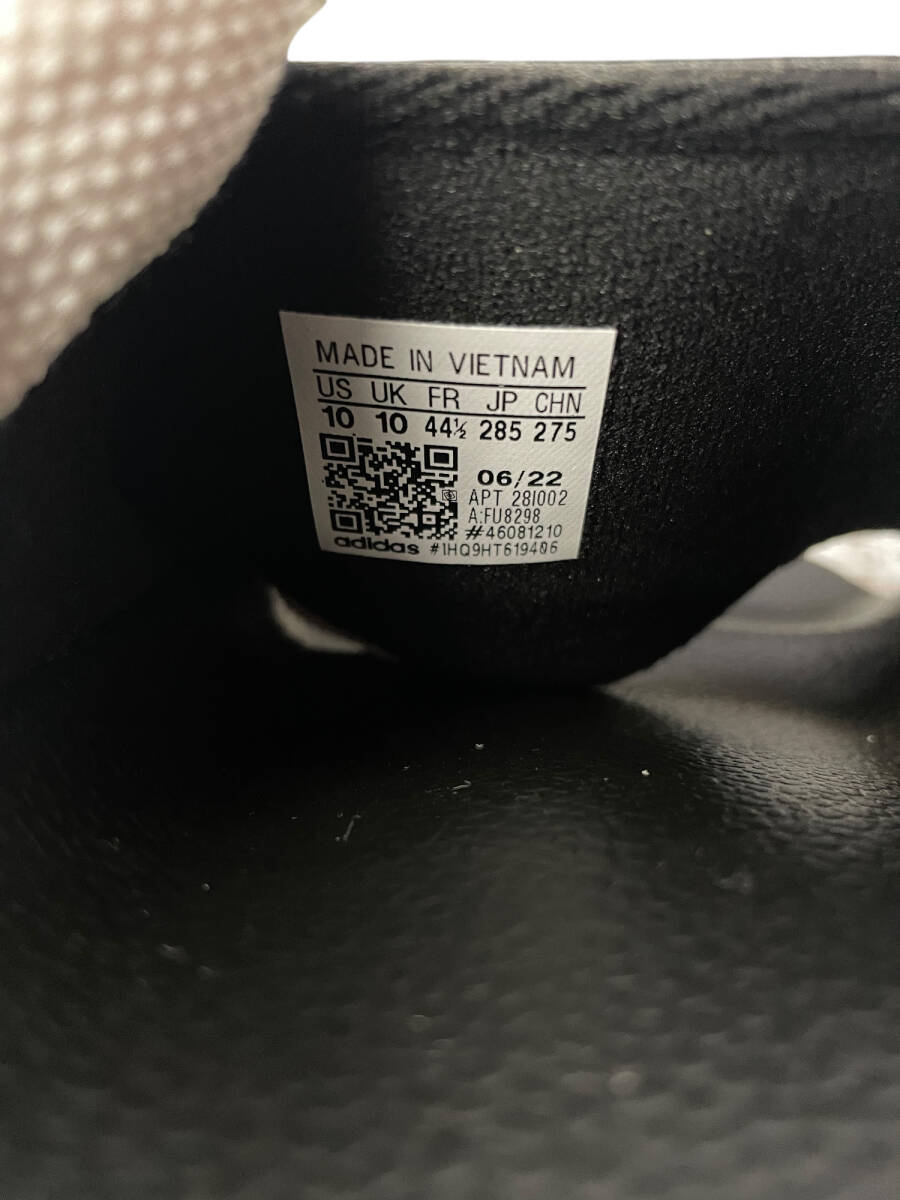 MADE IN VIETNAM
US UK FR JP CHN
10 10 44½ 285 275
06/22
APT 28I002
A:FU8298
#46081210
adidas #1HQ9HT619406